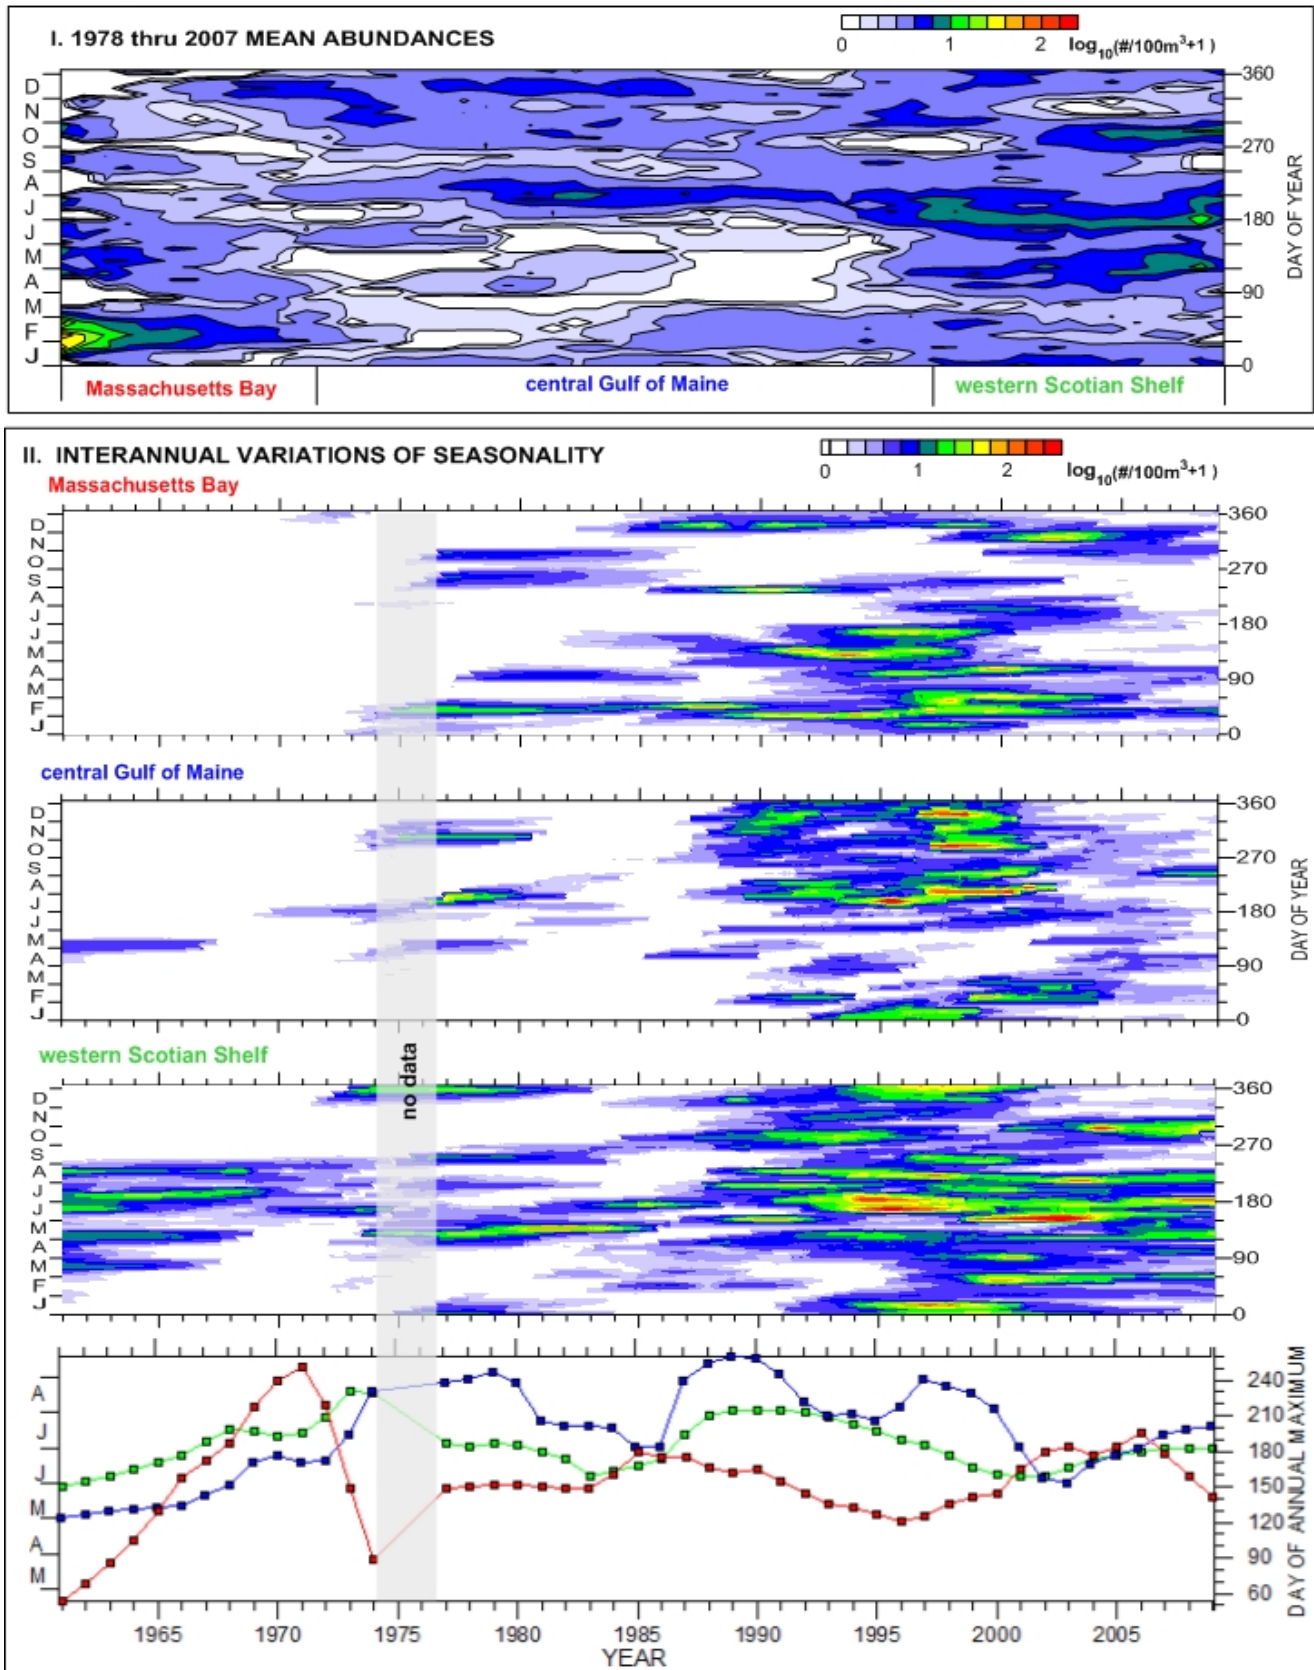 I. 1978 thru 2007 MEAN ABUNDANCES
0 1 2 log10(#/100m3+1)
D
N
O
S
A
J
J
M
A
M
F
J
360
270
180
90
0
DAY OF YEAR
Massachusetts Bay central Gulf of Maine western Scotian Shelf
II. INTERANNUAL VARIATIONS OF SEASONALITY
0 1 2 log10(#/100m3+1)
Massachusetts Bay
D
N
O
S
A
J
J
M
A
M
F
J
360
270
180
90
0
central Gulf of Maine
D
N
O
S
A
J
J
M
A
M
F
J
360
270
180
90
0
DAY OF YEAR
western Scotian Shelf
no data
D
N
O
S
A
J
J
M
A
M
F
J
360
270
180
90
0
A
J
J
M
A
M
240
210
180
150
120
90
60
DAY OF ANNUAL MAXIMUM
1965 1970 1975 1980 1985 1990 1995 2000 2005
YEAR